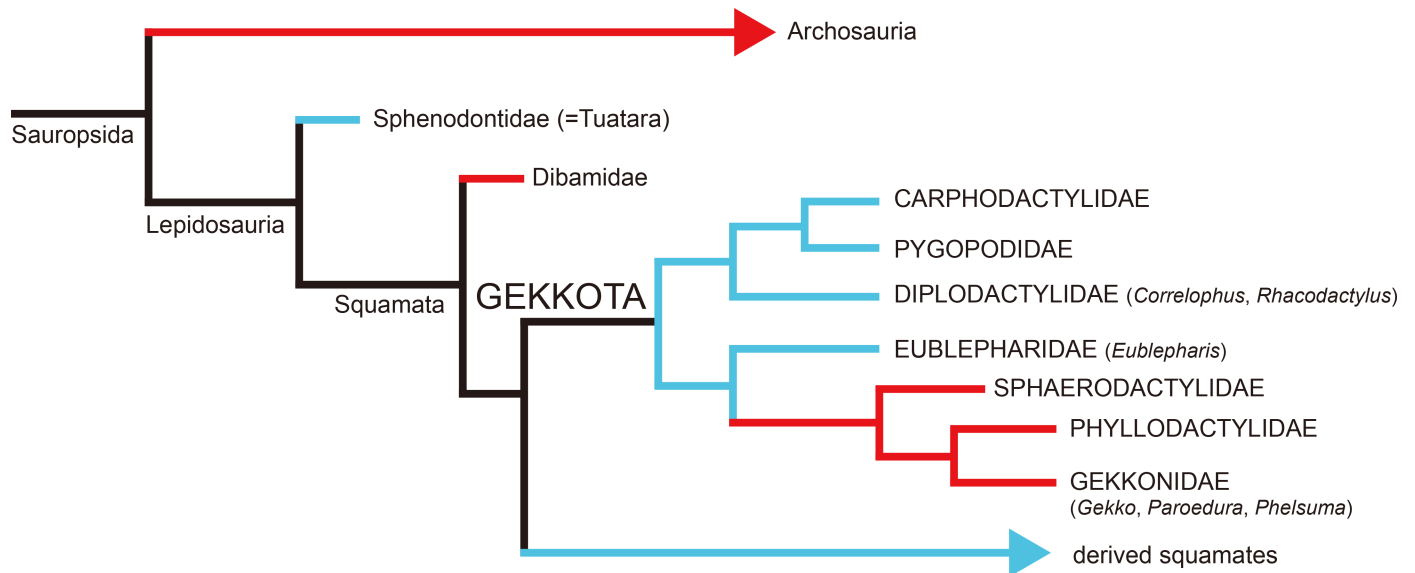 Archosauria
Sphenodontidae (=Tuatara)
Sauropsida
Dibamidae
CARPHODACTYLIDAE
Lepidosauria
PYGOPODIDAE
Squamata
GEKKOTA
DIPLODACTYLIDAE (Correlophus, Rhacodactylus)
EUBLEPHARIDAE (Eublepharis)
SPHAERODACTYLIDAE
PHYLLODACTYLIDAE
GEKKONIDAE
(Gekko, Paroedura, Phelsuma)
derived squamates